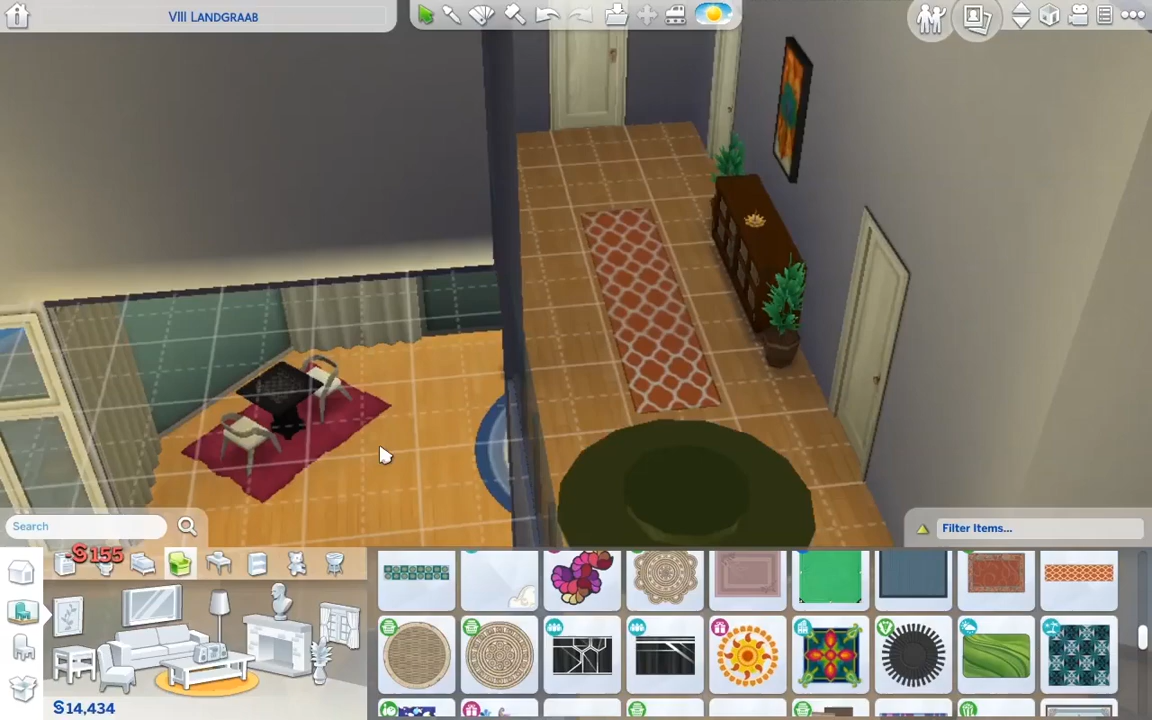 VIII LANDGRAAB
Search
Filter Items...
-§155
§14,434